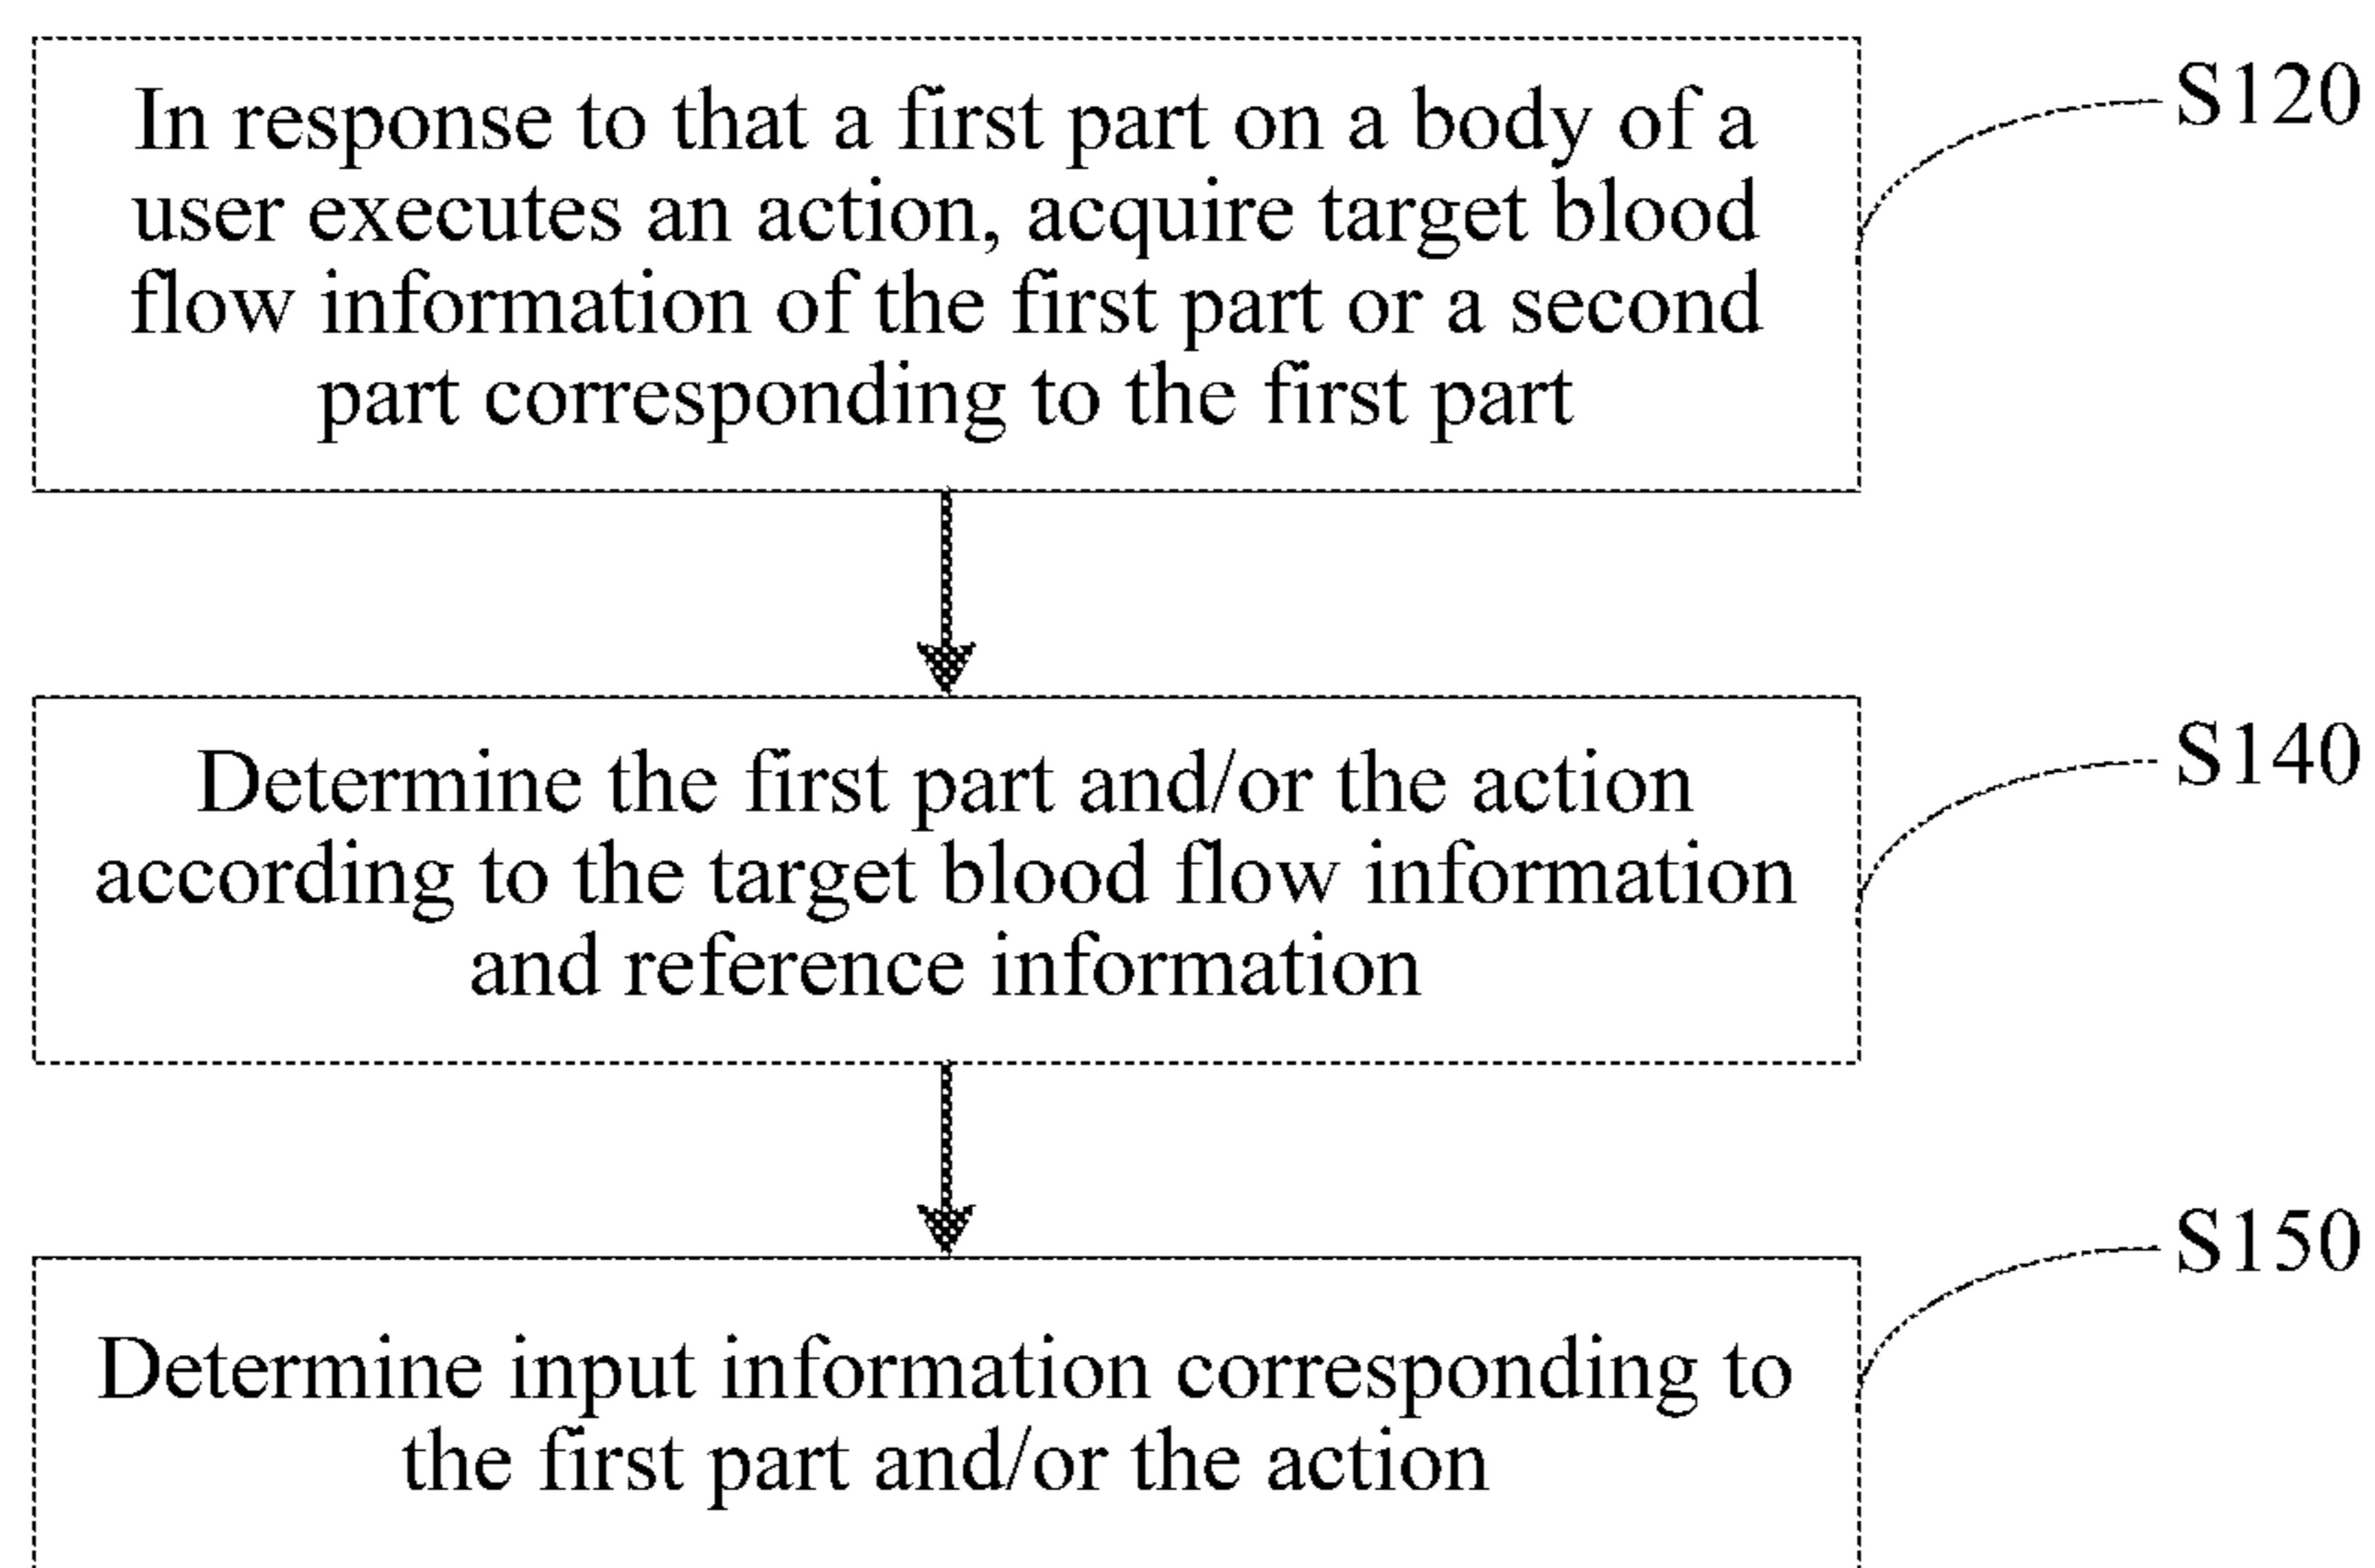 In response to that a first part on a body of a
user executes an action, acquire target blood
flow information of the first part or a second
part corresponding to the first part
S120
Determine the first part and/or the action
according to the target blood flow information
and reference information
S140
Determine input information corresponding to
the first part and/or the action
S150